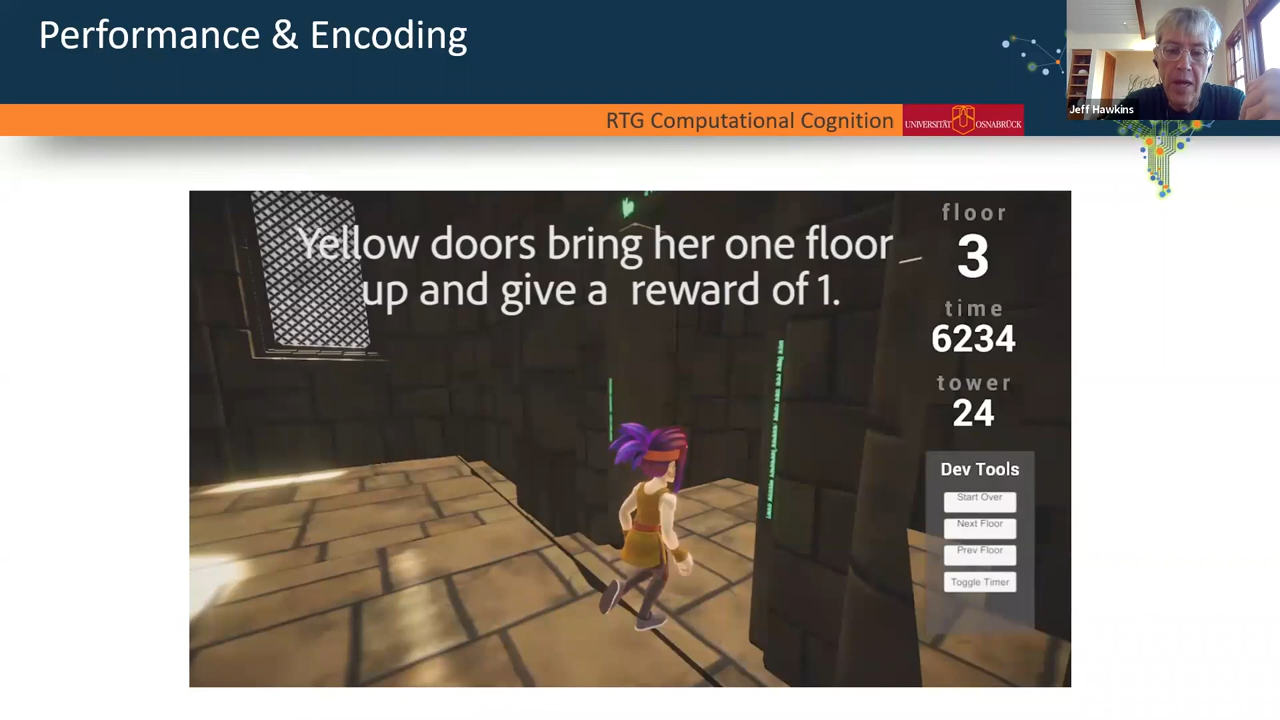 Performance & Encoding
Jeff Hawkins
RTG Computational Cognition
UNIVERSITÄT OSNABRÜCK
Yellow doors bring her one floor
up and give a reward of 1.
floor
3
time
6234
tower
24
Dev Tools
Start Over
Next Floor
Prev Floor
Toggle Timer